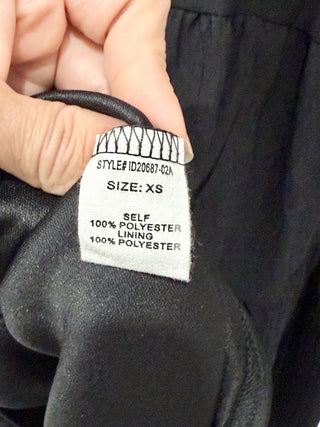 STYLE# ID20687-02A
SIZE: XS
SELF
100% POLYESTER
LINING
100% POLYESTER